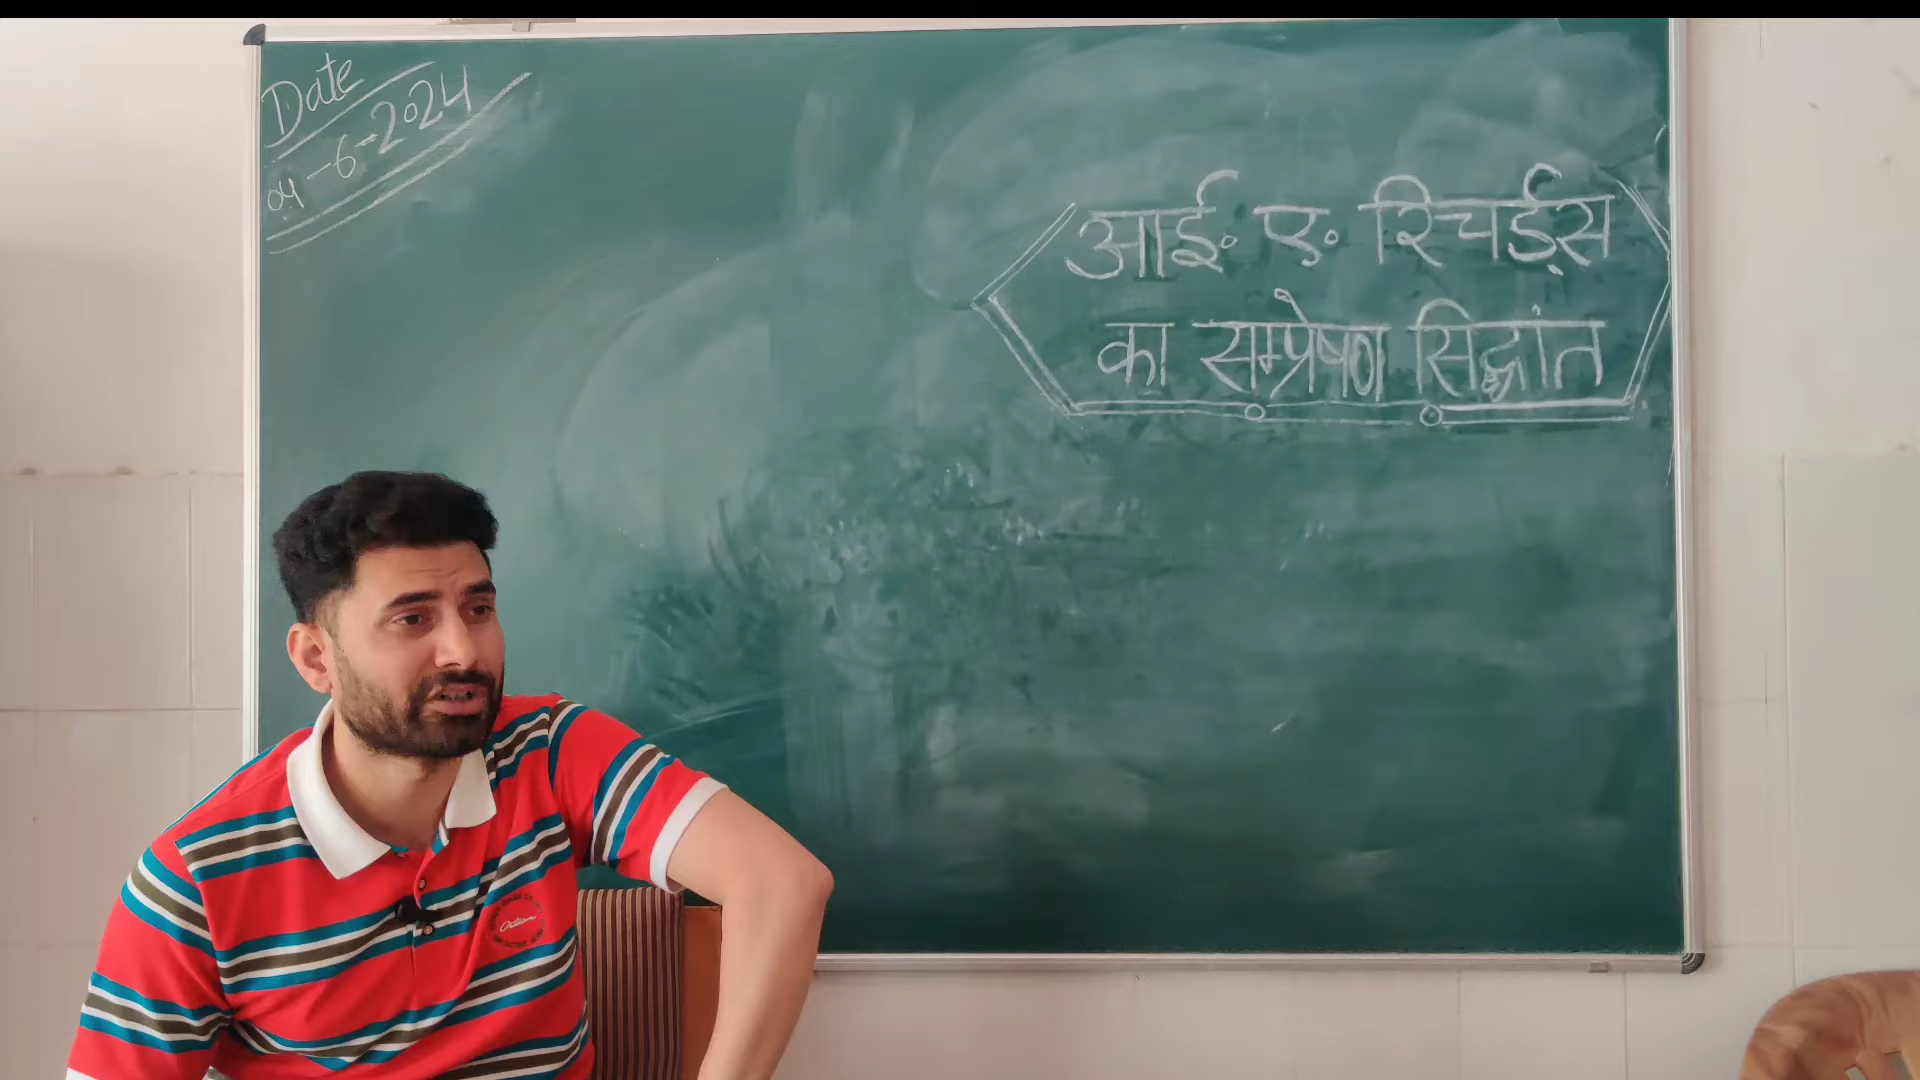 Date
04-6-2024
आई॰ ए॰ रिचर्ड्स
का सम्प्रेषण सिद्धांत